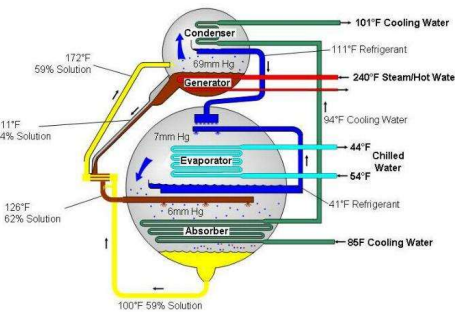 Condenser
101°F Cooling Water
111°F Refrigerant
172°F
59% Solution
69mm Hg
Generator
240°F Steam/Hot Wate
11°F
4% Solution
94°F Cooling Water
7mm Hg
44°F
Chilled
Water
Evaporator
54°F
126°F
62% Solution
41°F Refrigerant
6mm Hg
Absorber
85F Cooling Water
100°F 59% Solution